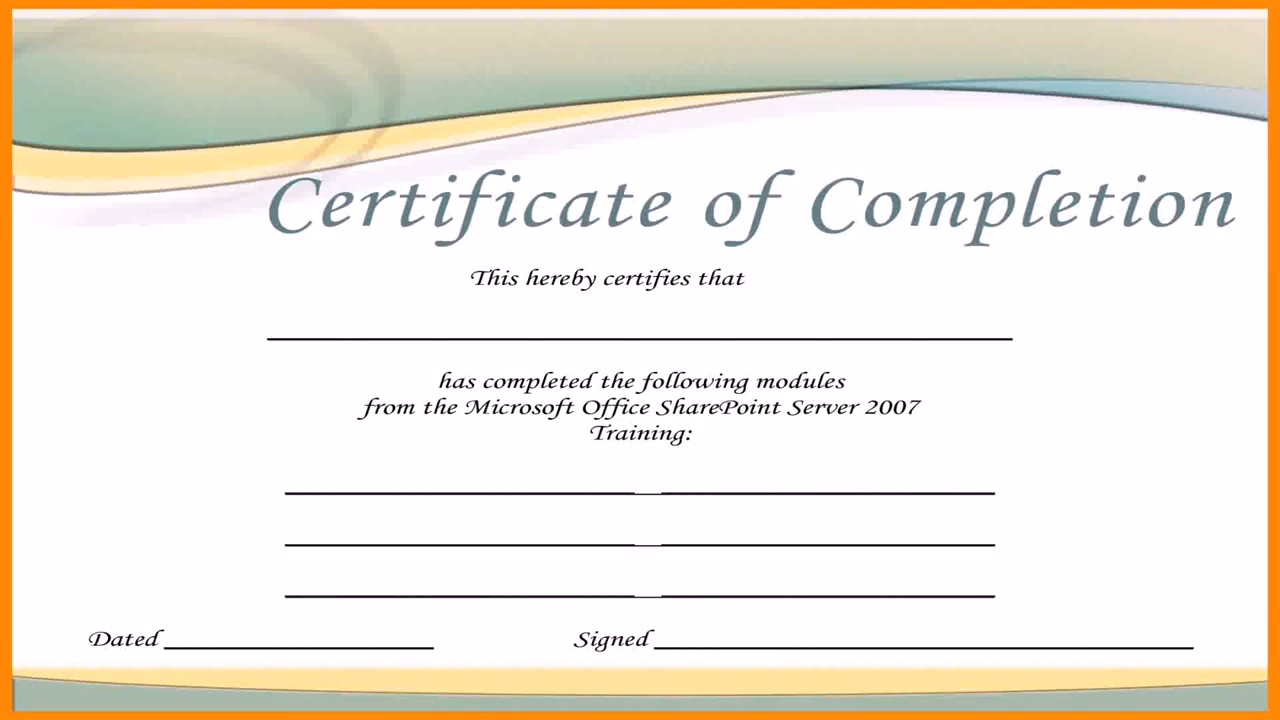 Certificate of Completion
This hereby certifies that
has completed the following modules
from the Microsoft Office SharePoint Server 2007
Training:
Dated
Signed